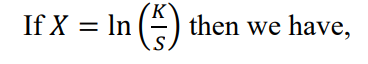 If X = ln (K/S) then we have,